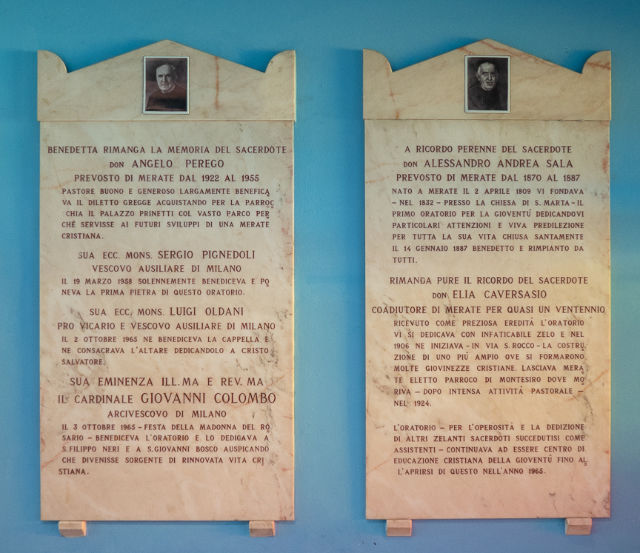 BENEDETTA RIMANGA LA MEMORIA DEL SACERDOTE
DON ANGELO PEREGO
PREVOSTO DI MERATE DAL 1922 AL 1955
PASTORE BUONO E GENEROSO LARGAMENTE BENEFICA
VA IL DILETTO GREGGE ACQUISTANDO PER LA PARROC
CHIA IL PALAZZO PRINETTI COL VASTO PARCO PER
CHÉ SERVISSE AI FUTURI SVILUPPI DI UNA MERATE
CRISTIANA.
SUA ECC. MONS. SERGIO PIGNEDOLI
VESCOVO AUSILIARE DI MILANO
IL 19 MARZO 1958 SOLENNEMENTE BENEDICEVA E PO
NEVA LA PRIMA PIETRA DI QUESTO ORATORIO.
SUA ECC. MONS. LUIGI OLDANI
PRO VICARIO E VESCOVO AUSILIARE DI MILANO
IL 2 OTTOBRE 1965 NE BENEDICEVA LA CAPPELLA E
NE CONSACRAVA L'ALTARE DEDICANDOLO A CRISTO
SALVATORE.
SUA EMINENZA ILL.MA E REV.MA
IL CARDINALE GIOVANNI COLOMBO
ARCIVESCOVO DI MILANO
IL 3 OTTOBRE 1965 - FESTA DELLA MADONNA DEL RO
SARIO - BENEDICEVA L'ORATORIO E LO DEDICAVA A
S.FILIPPO NERI E A S.GIOVANNI BOSCO AUSPICANDO
CHE DIVENISSE SORGENTE DI RINNOVATA VITA CRI
STIANA.
A RICORDO PERENNE DEL SACERDOTE
DON ALESSANDRO ANDREA SALA
PREVOSTO DI MERATE DAL 1870 AL 1887
NATO A MERATE IL 2 APRILE 1809 VI FONDAVA
- NEL 1832 - PRESSO LA CHIESA DI S.MARTA - IL
PRIMO ORATORIO PER LA GIOVENTÙ DEDICANDOVI
PARTICOLARI ATTENZIONI E VIVA PREDILEZIONE
PER TUTTA LA SUA VITA CHIUSA SANTAMENTE
IL 14 GENNAIO 1887 BENEDETTO E RIMPIANTO DA
TUTTI.
RIMANGA PURE IL RICORDO DEL SACERDOTE
DON ELIA CAVERSASIO
COADIUTORE DI MERATE PER QUASI UN VENTENNIO
RICEVUTO COME PREZIOSA EREDITÀ L'ORATORIO
VI SI DEDICAVA CON INFATICABILE ZELO E NEL
1906 NE INIZIAVA - IN VIA S.ROCCO - LA COSTRU
ZIONE DI UNO PIÙ AMPIO OVE SI FORMARONO
MOLTE GIOVINEZZE CRISTIANE. LASCIAVA MERA
TE ELETTO PARROCO DI MONTESIRO DOVE MO
RIVA - DOPO INTENSA ATTIVITÀ PASTORALE -
NEL 1924.
L'ORATORIO - PER L'OPEROSITÀ E LA DEDIZIONE
DI ALTRI ZELANTI SACERDOTI SUCCEDUTISI COME
ASSISTENTI - CONTINUAVA AD ESSERE CENTRO DI
EDUCAZIONE CRISTIANA DELLA GIOVENTÙ FINO AL
L'APRIRSI DI QUESTO NELL'ANNO 1965.